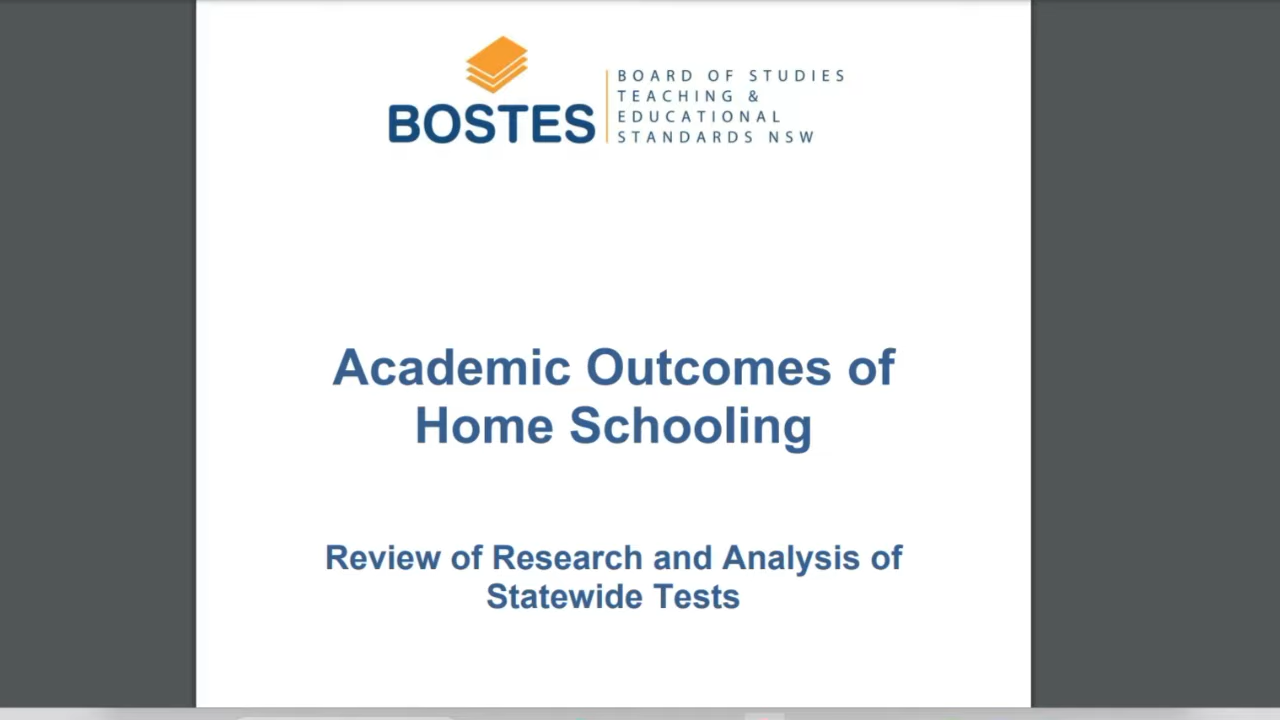 BOSTES
BOARD OF STUDIES
TEACHING &
EDUCATIONAL
STANDARDS NSW
Academic Outcomes of
Home Schooling
Review of Research and Analysis of
Statewide Tests